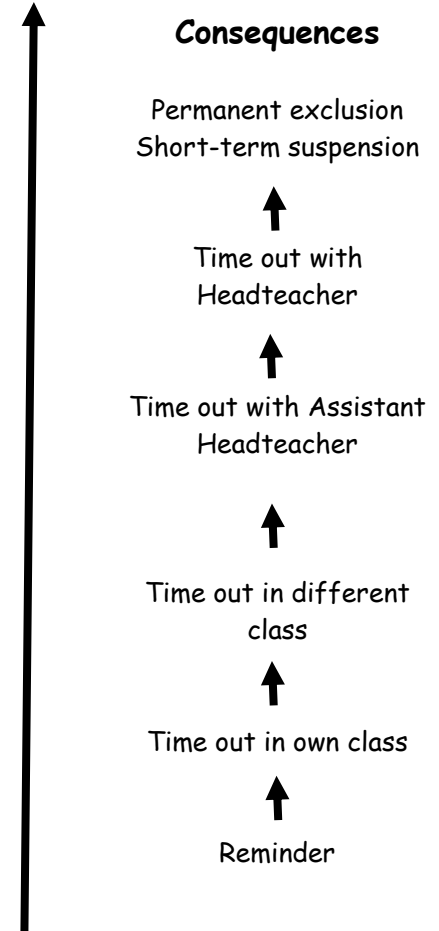 Consequences
Permanent exclusion
Short-term suspension
Time out with
Headteacher
Time out with Assistant
Headteacher
Time out in different
class
Time out in own class
Reminder